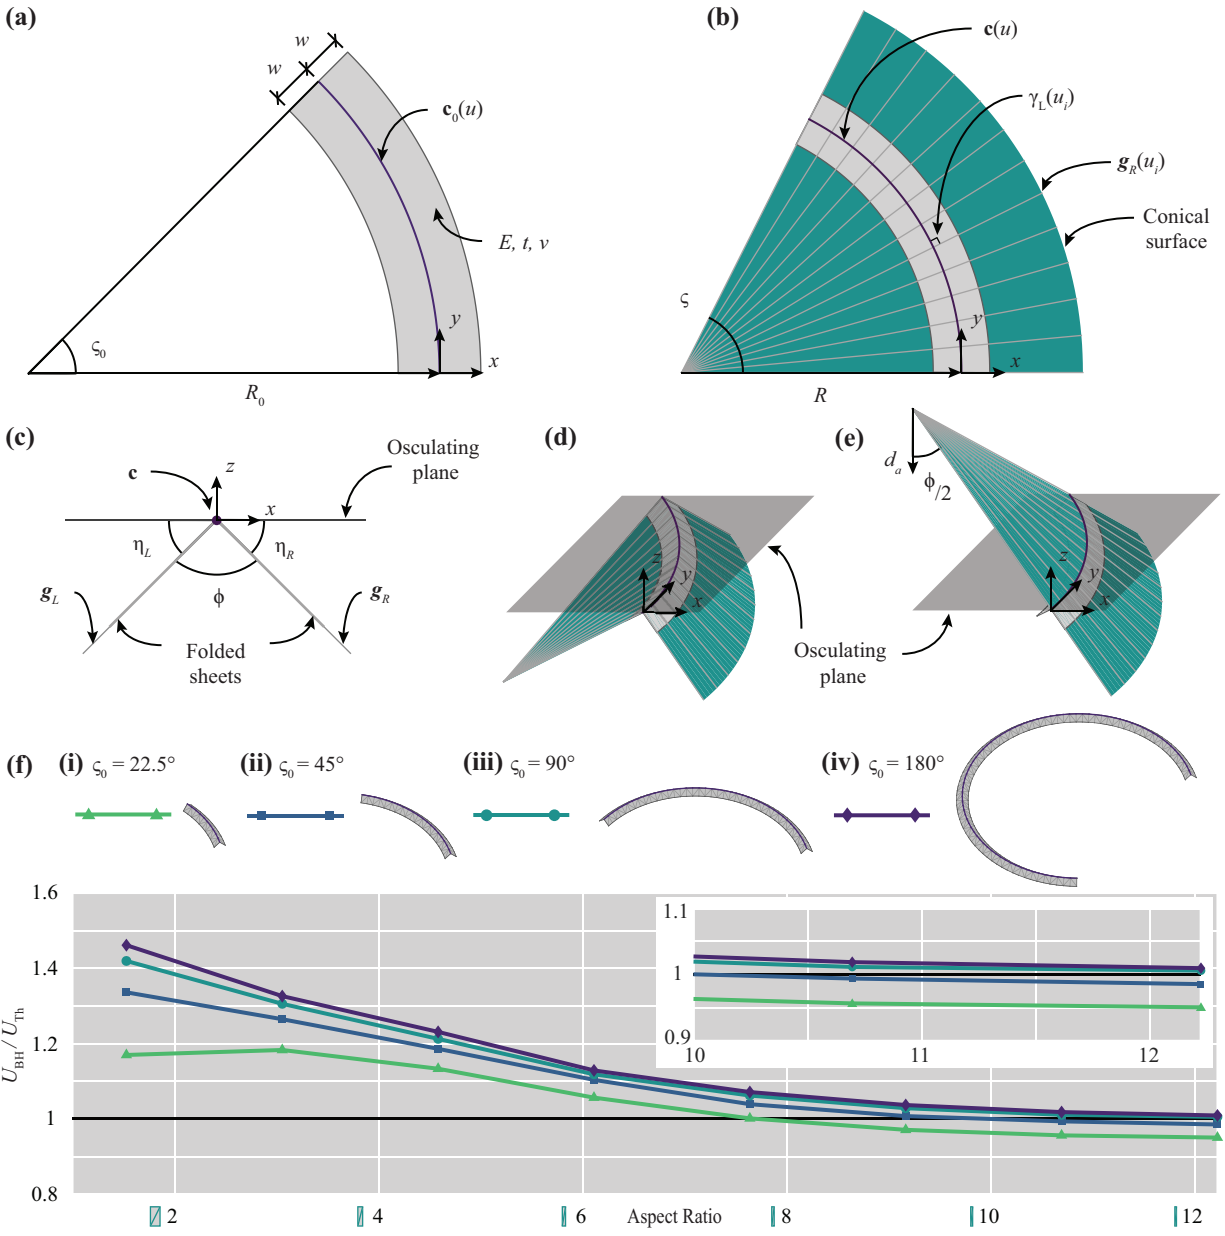 (a)
w
w
c₀(u)
E, t, ν
ς₀
y
x
R₀
(b)
c(u)
γL(uᵢ)
gR(uᵢ)
Conical
surface
ς
y
x
R
(c)
c
z
x
Osculating
plane
ηL
ηR
ϕ
gL
gR
Folded
sheets
(d)
z
y
x
Osculating
plane
(e)
dₐ
ϕ/2
z
y
x
(f)
(i) ς₀ = 22.5°
(ii) ς₀ = 45°
(iii) ς₀ = 90°
(iv) ς₀ = 180°
1.6
1.4
1.2
1
0.8
UBH / UTh
1.1
1
0.9
10
11
12
2
4
6
Aspect Ratio
8
10
12